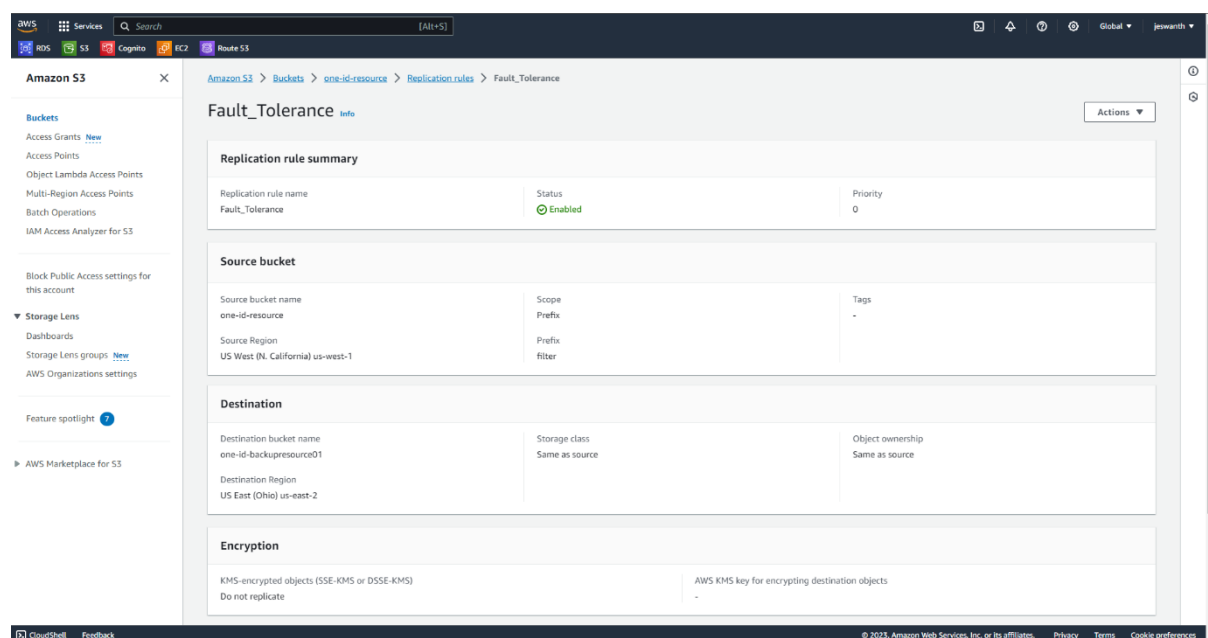 aws Services Search [Alt+S] Global ▼ jeswanth ▼
RDS S3 Cognito EC2 Route 53
Amazon S3
Buckets
Access Grants New
Access Points
Object Lambda Access Points
Multi-Region Access Points
Batch Operations
IAM Access Analyzer for S3
Block Public Access settings for
this account
▼ Storage Lens
Dashboards
Storage Lens groups New
AWS Organizations settings
Feature spotlight 7
▶ AWS Marketplace for S3
Amazon S3 > Buckets > one-id-resource > Replication rules > Fault_Tolerance
Fault_Tolerance Info
Actions ▼
Replication rule summary
Replication rule name Status Priority
Fault_Tolerance Enabled 0
Source bucket
Source bucket name Scope Tags
one-id-resource Prefix -
Source Region Prefix
US West (N. California) us-west-1 filter
Destination
Destination bucket name Storage class Object ownership
one-id-backupresource01 Same as source Same as source
Destination Region
US East (Ohio) us-east-2
Encryption
KMS-encrypted objects (SSE-KMS or DSSE-KMS) AWS KMS key for encrypting destination objects
Do not replicate -
CloudShell Feedback © 2023, Amazon Web Services, Inc. or its affiliates. Privacy Terms Cookie preferences